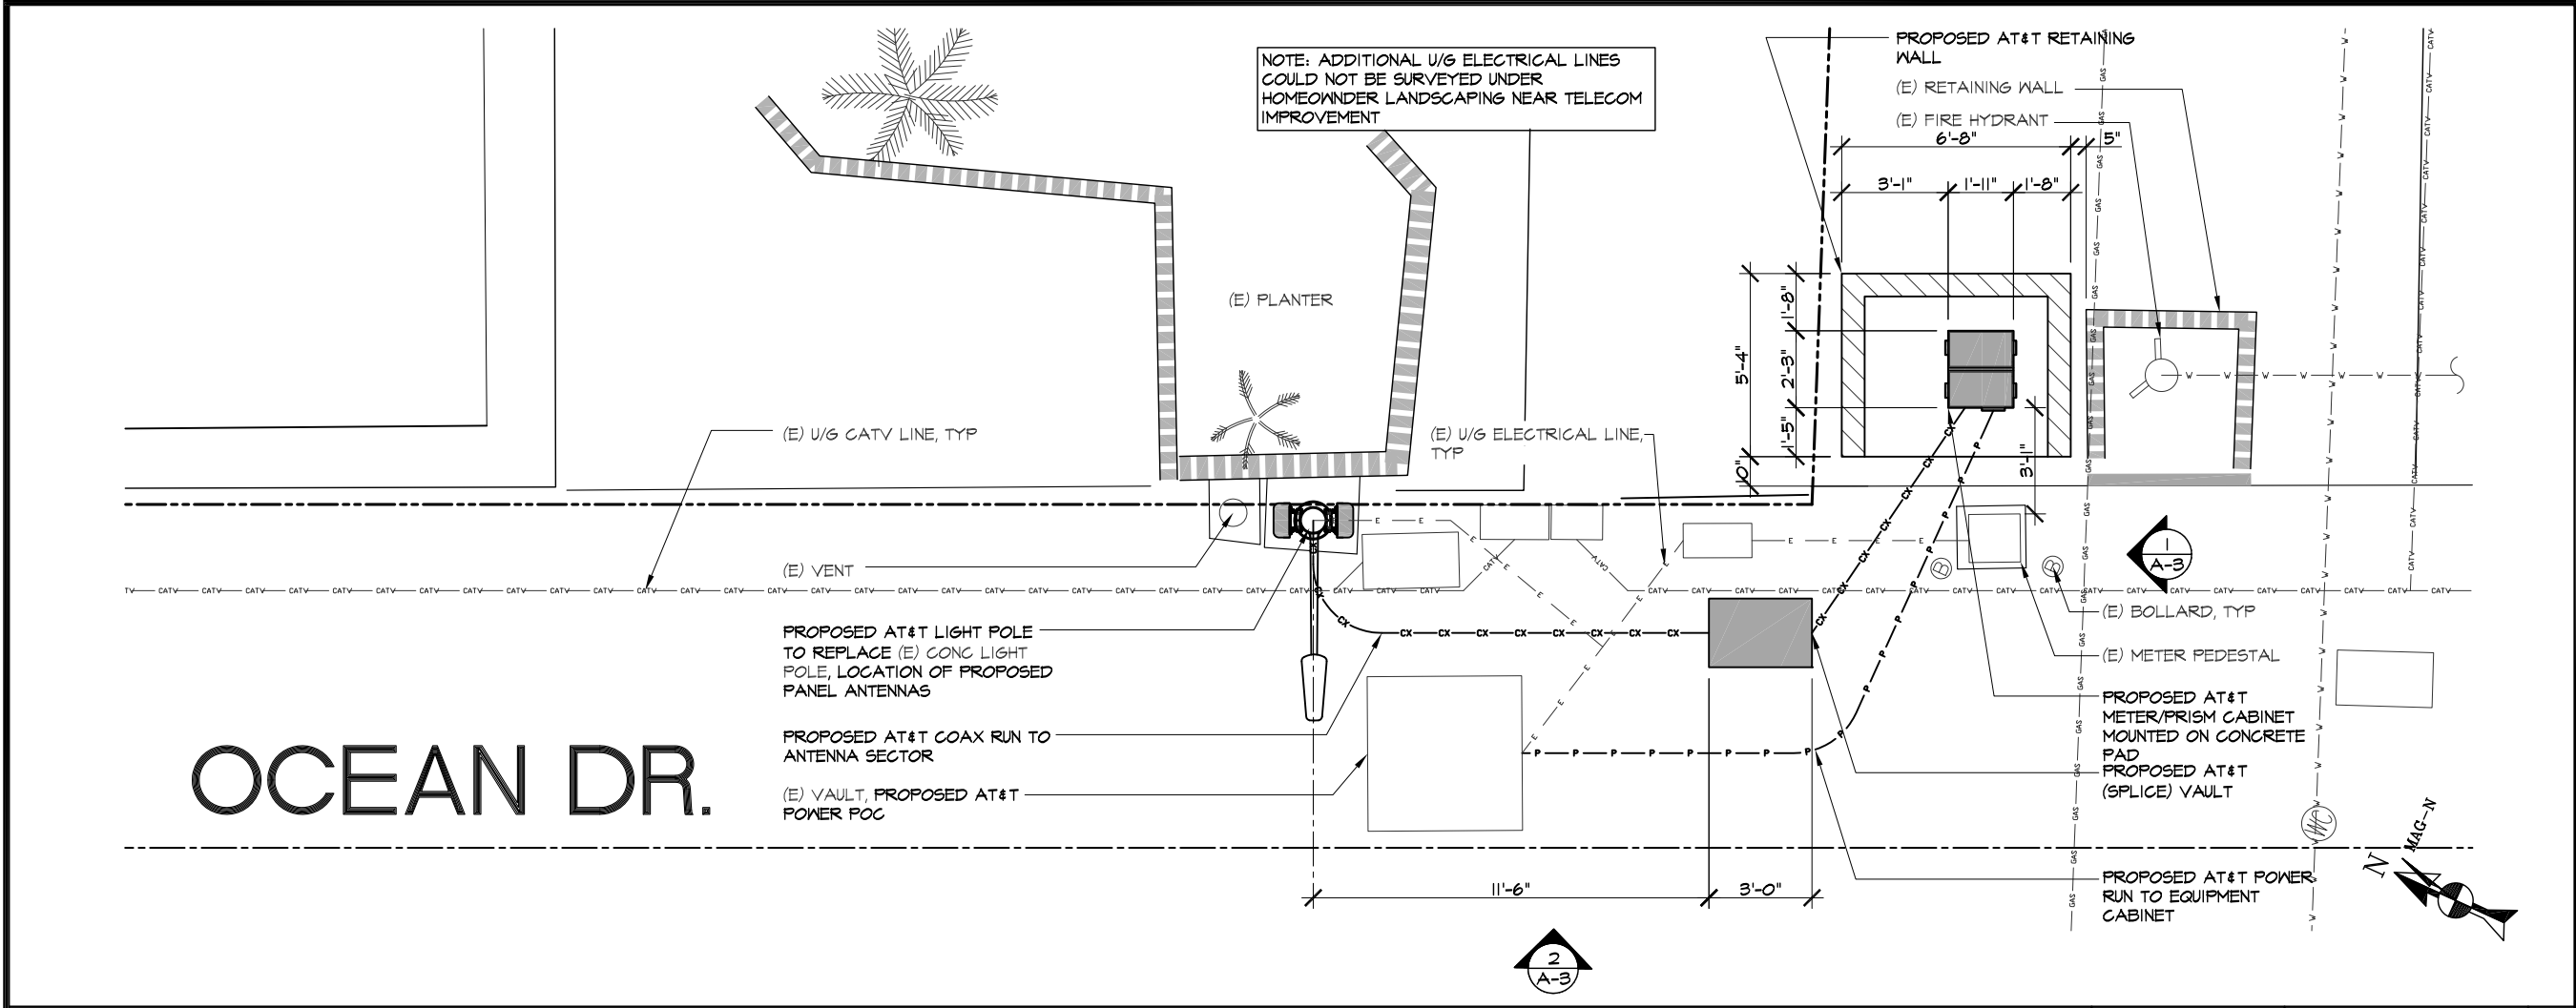 NOTE: ADDITIONAL U/G ELECTRICAL LINES
COULD NOT BE SURVEYED UNDER
HOMEOWNDER LANDSCAPING NEAR TELECOM
IMPROVEMENT
PROPOSED AT&T RETAINING
WALL
(E) RETAINING WALL
(E) FIRE HYDRANT
6'-8"
5"
3'-1"
1'-11"
1'-8"
5'-4"
1'-8"
2'-3"
1'-5"
3'-1"
(E) PLANTER
(E) U/G CATV LINE, TYP
(E) U/G ELECTRICAL LINE,
TYP
(E) VENT
PROPOSED AT&T LIGHT POLE
TO REPLACE (E) CONC LIGHT
POLE, LOCATION OF PROPOSED
PANEL ANTENNAS
PROPOSED AT&T COAX RUN TO
ANTENNA SECTOR
(E) VAULT, PROPOSED AT&T
POWER POC
OCEAN DR.
1
A-3
(E) BOLLARD, TYP
(E) METER PEDESTAL
PROPOSED AT&T
METER/PRISM CABINET
MOUNTED ON CONCRETE
PAD
PROPOSED AT&T
(SPLICE) VAULT
PROPOSED AT&T POWER
RUN TO EQUIPMENT
CABINET
11'-6"
3'-0"
2
A-3
B
B
WC
N
MAG-N
CATV
GAS
W
E
CX
P